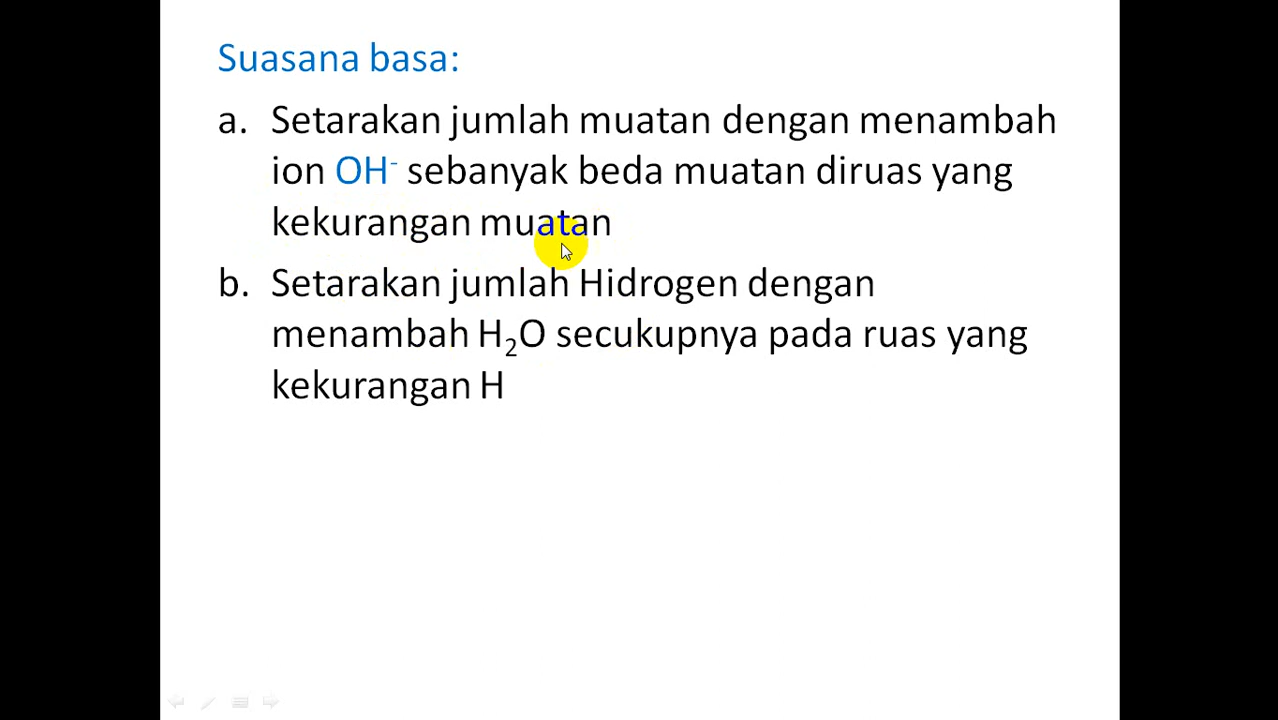 Suasana basa:
a. Setarakan jumlah muatan dengan menambah
ion OH⁻ sebanyak beda muatan diruas yang
kekurangan muatan
b. Setarakan jumlah Hidrogen dengan
menambah H₂O secukupnya pada ruas yang
kekurangan H